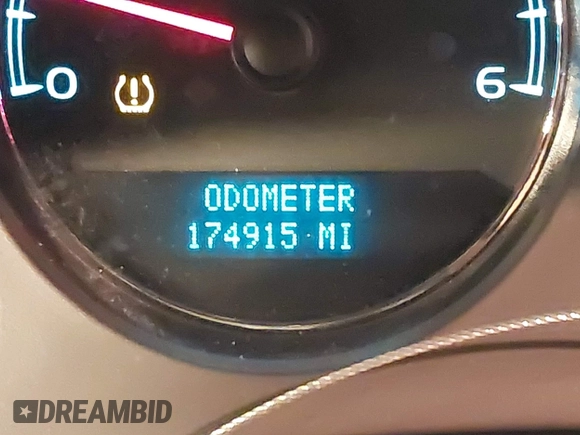 0 6
ODOMETER
174915 MI
DREAMBID